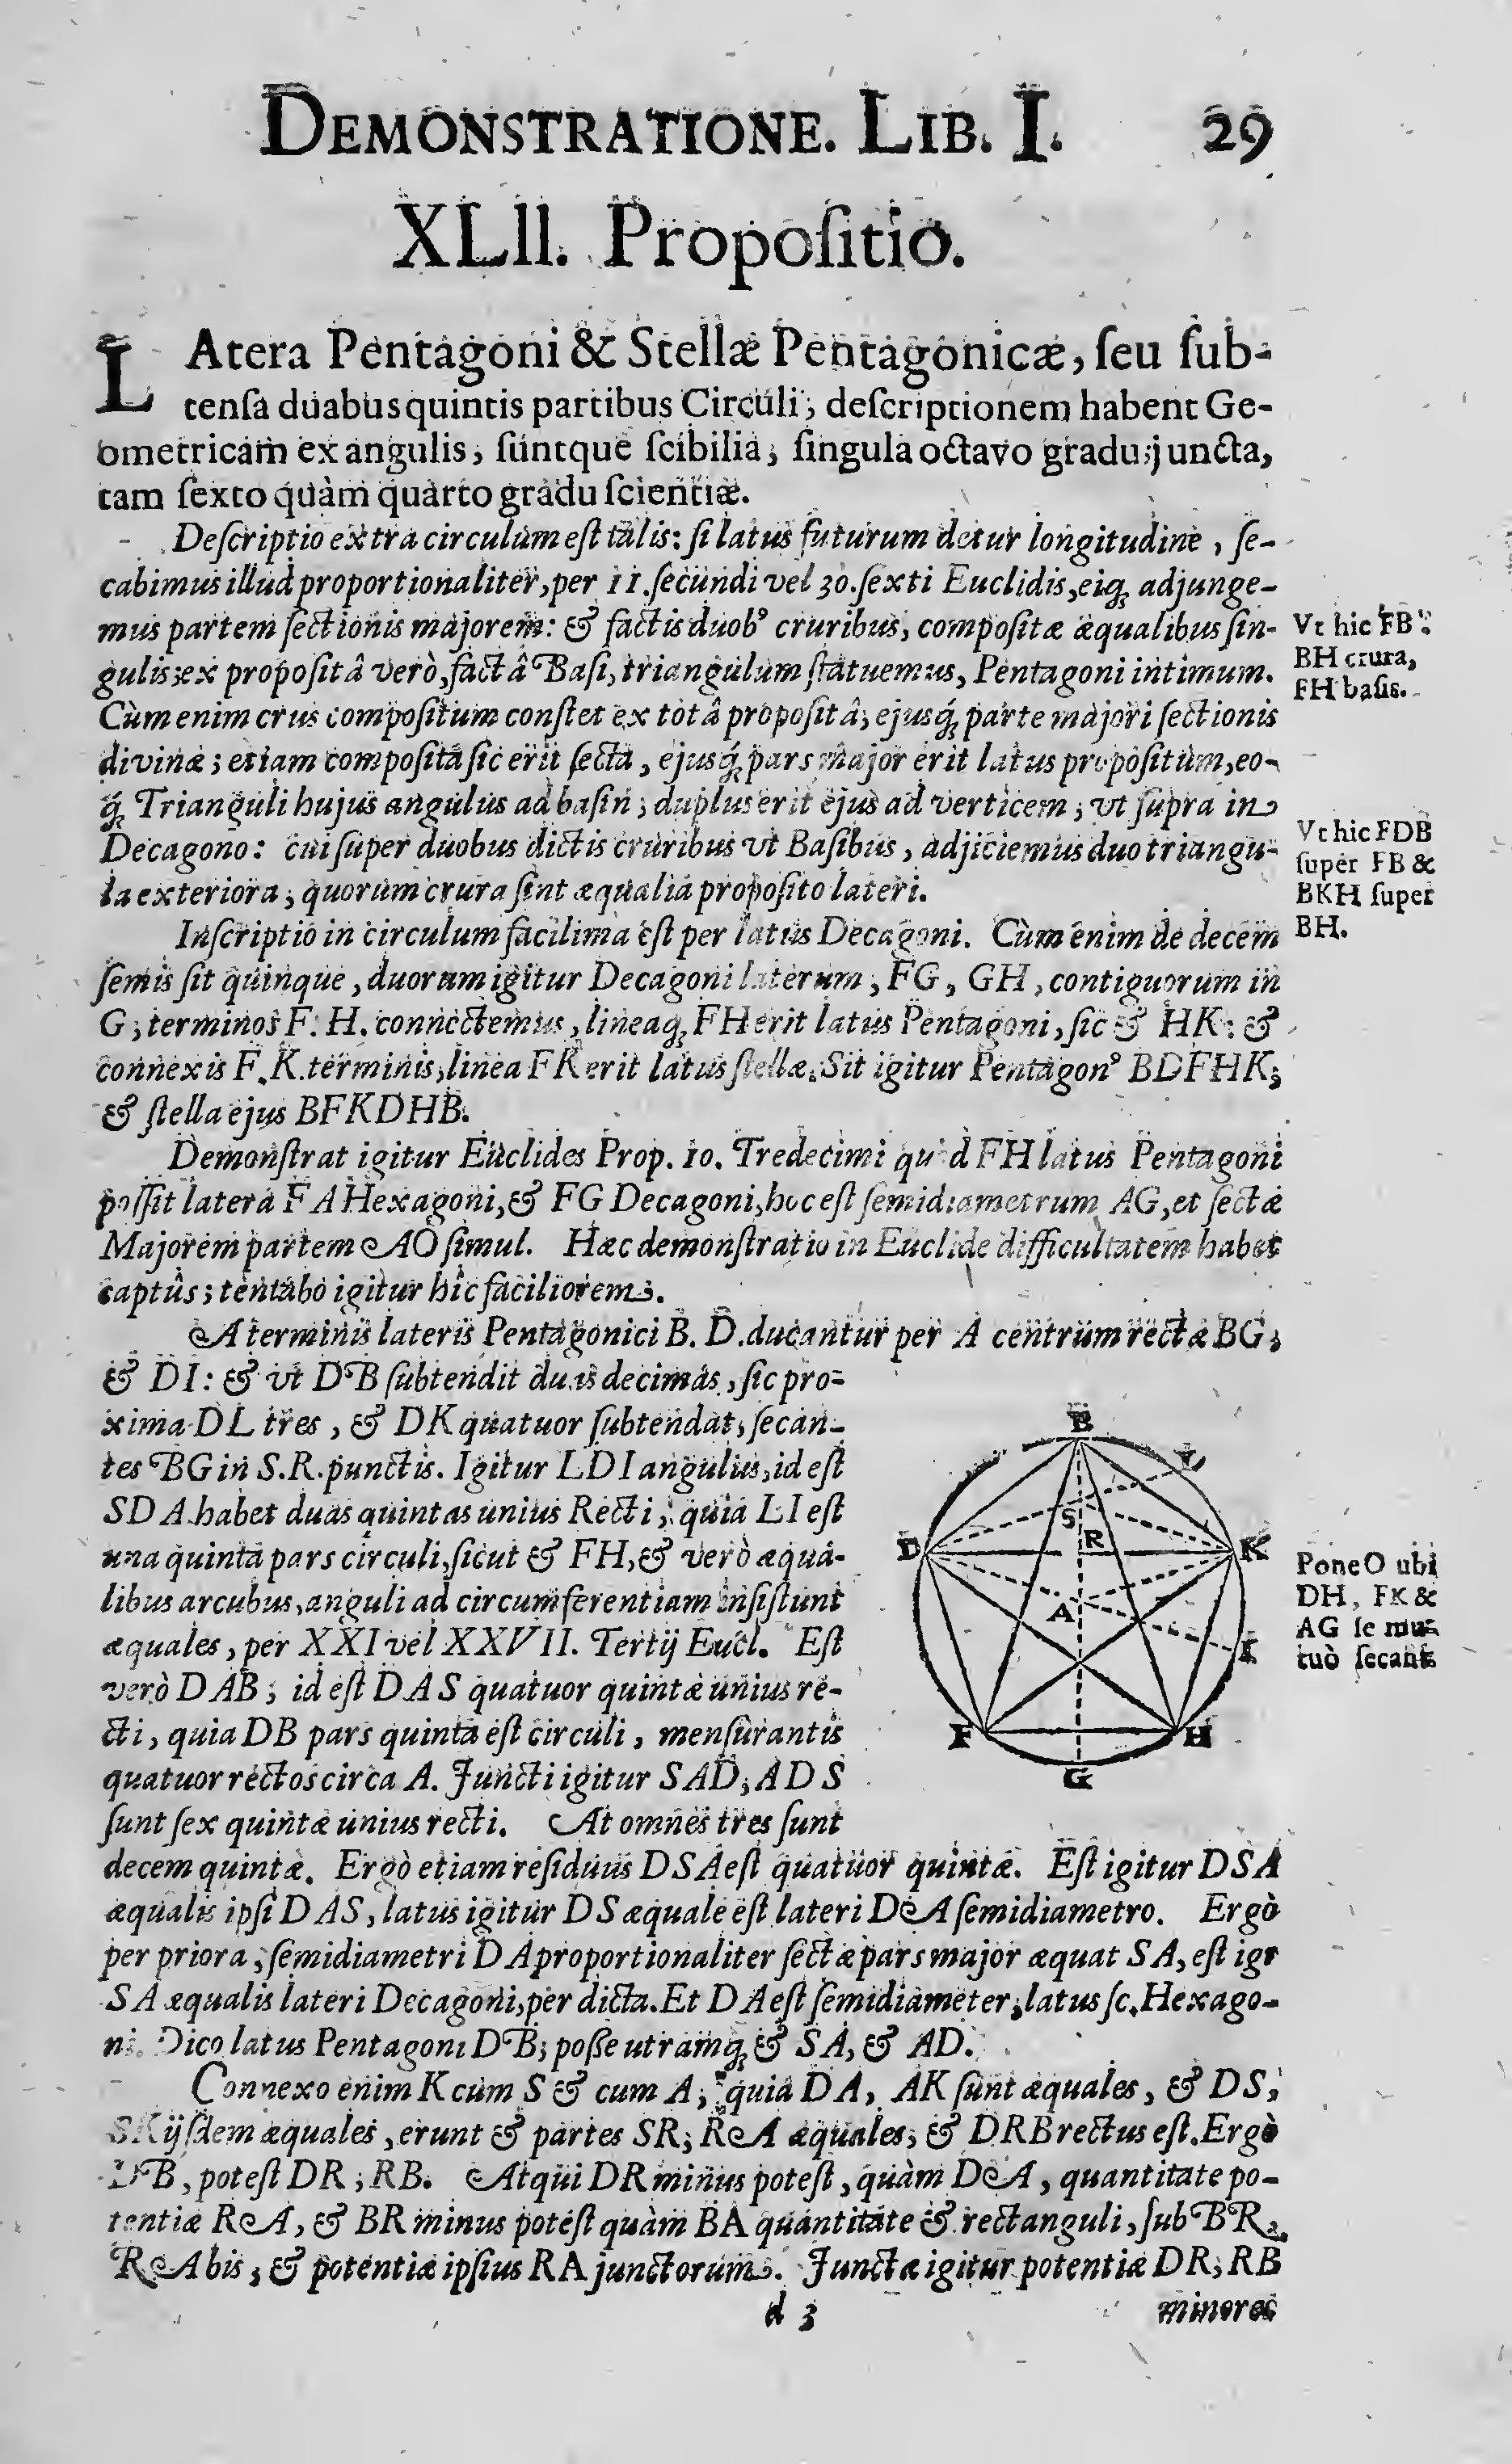 DEMONSTRATIONE. LIB. I. 29
XLII. Propoſitio.
LAtera Pentagoni & Stellæ Pentagonicæ, ſeu ſub-
tenſa duabus quintis partibus Circuli, deſcriptionem habent Ge-
ometricam ex angulis, ſuntque ſcibilia, ſingula octavo gradu; juncta,
tam ſexto quàm quarto gradu ſcientiæ.
Deſcriptio extra circulum eſt talis: ſi latus futurum detur longitudine, ſe-
cabimus illud proportionaliter, per 11. ſecundi vel 30. ſexti Euclidis, eiq́ꝫ adjunge-
mus partem ſectionis majorem: & factis duobꝰ cruribus, compoſitæ æqualibus ſin-
gulis; ex propoſitâ verò, factâ Baſi, triangulum ſtatuemus, Pentagoni intimum.
Vt hic FB.
BH crura,
FH baſis.
Cùm enim crus compoſitum conſtet ex totâ propoſitâ, ejusq́ꝫ parte majori ſectionis
divinæ; etiam compoſita ſic erit ſecta, ejusq́ꝫ pars major erit latus propoſitum, eo-
q́ꝫ Trianguli hujus angulus ad baſin, duplus erit ejus ad verticem, vt ſupra in
Decagono: cui ſuper duobus dictis cruribus vt Baſibus, adjiciemus duo triangu-
la exteriora, quorum crura ſint æqualia propoſito lateri.
Vt hic FDB
ſuper FB &
BKH ſuper
BH.
Inſcriptio in circulum facilima eſt per latus Decagoni. Cùm enim de decem
ſemis ſit quinque, duorum igitur Decagoni laterum, FG, GH, contiguorum in
G, terminos F. H. connectemus, lineaq́ꝫ FH erit latus Pentagoni, ſic & HK: &
connexis F. K. terminis, linea FK erit latus ſtellæ. Sit igitur Pentagonꝰ BDFHK,
& ſtella ejus BFKDHB.
Demonſtrat igitur Euclides Prop. 10. Tredecimi quòd FH latus Pentagoni
poſſit latera FA Hexagoni, & FG Decagoni, hoc eſt ſemidiametrum AG, et ſectæ
Majorem partem AO ſimul. Hæc demonſtratio in Euclide difficultatem habet
captûs; tentabo igitur hîc faciliorem.
A terminis lateris Pentagonici B. D. ducantur per A centrum rectæ BG,
& DI: & vt DB ſubtendit duas decimas, ſic pro-
xima DL tres, & DK quatuor ſubtendat, ſecan-
tes BG in S. R. punctis. Igitur LDI angulus, id eſt
SDA habet duas quintas unius Recti, quia LI eſt
una quinta pars circuli, ſicut & FH, & verò æqua-
libus arcubus, anguli ad circumferentiam inſiſtunt
æquales, per XXI vel XXVII. Tertij Eucl. Eſt
verò DAB, id eſt DAS quatuor quintæ unius re-
cti, quia DB pars quinta eſt circuli, menſurantis
quatuor rectos circa A. Juncti igitur SAD, ADS
ſunt ſex quintæ unius recti. At omnes tres ſunt
B
L
S
D
R
K
A
I
F
H
G
Pone O ubi
DH, FK &
AG ſe mu-
tuò ſecant
decem quintæ. Ergò etiam reſiduus DSA eſt quatuor quintæ. Eſt igitur DSA
æqualis ipſi DAS, latus igitur DS æquale eſt lateri DA ſemidiametro. Ergò
per priora, ſemidiametri DA proportionaliter ſectæ pars major æquat SA, eſt igr
SA æqualis lateri Decagoni, per dicta. Et DA eſt ſemidiameter, latus ſc. Hexago-
ni. Dico latus Pentagoni DB, poſſe utramq́ꝫ & SA, & AD.
Connexo enim K cum S & cum A, quia DA, AK ſunt æquales, & DS,
SK ijſdem æquales, erunt & partes SR, RA æquales, & DRB rectus eſt. Ergò
DB, poteſt DR, RB. Atqui DR minus poteſt, quàm DA, quantitate po-
tentiæ RA, & BR minus poteſt quàm BA quantitate & rectanguli, ſub BR,
RA bis, & potentiæ ipſius RA junctorum. Junctæ igitur potentiæ DR, RB
d 3 minores